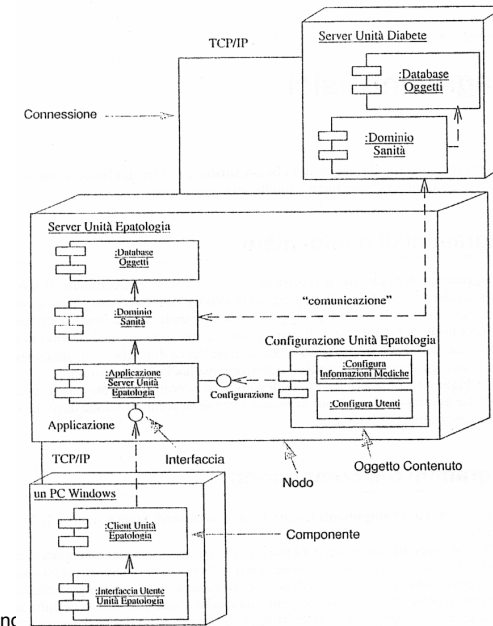 Server Unità Diabete
TCP/IP
:Database
Oggetti
Connessione
:Dominio
Sanità
Server Unità Epatologia
:Database
Oggetti
"comunicazione"
:Dominio
Sanità
Configurazione Unità Epatologia
:Configura
Informazioni Mediche
:Applicazione
Server Unità
Epatologia
Configurazione
:Configura Utenti
Applicazione
Interfaccia
Oggetto Contenuto
TCP/IP
Nodo
un PC Windows
:Client Unità
Epatologia
Componente
:Interfaccia Utente
Unità Epatologia